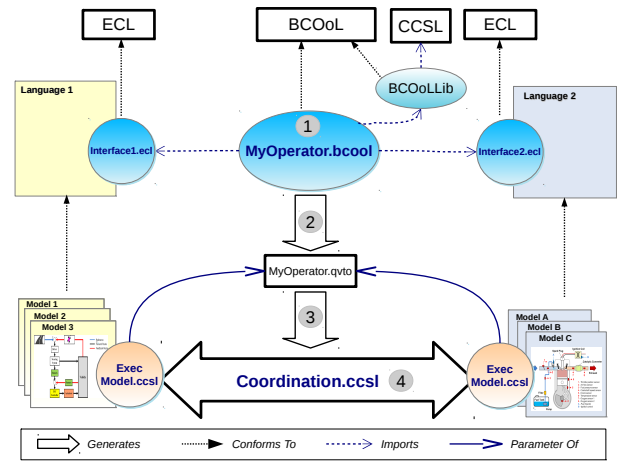 ECL
BCOoL
CCSL
ECL
BCOoLLib
Language 1
Language 2
1
Interface1.ecl
MyOperator.bcool
Interface2.ecl
2
MyOperator.qvto
3
Model 1
Model 2
Model 3
Model A
Model B
Model C
Exec
Model.ccsl
Coordination.ccsl 4
Exec
Model.ccsl
Generates
Conforms To
Imports
Parameter Of